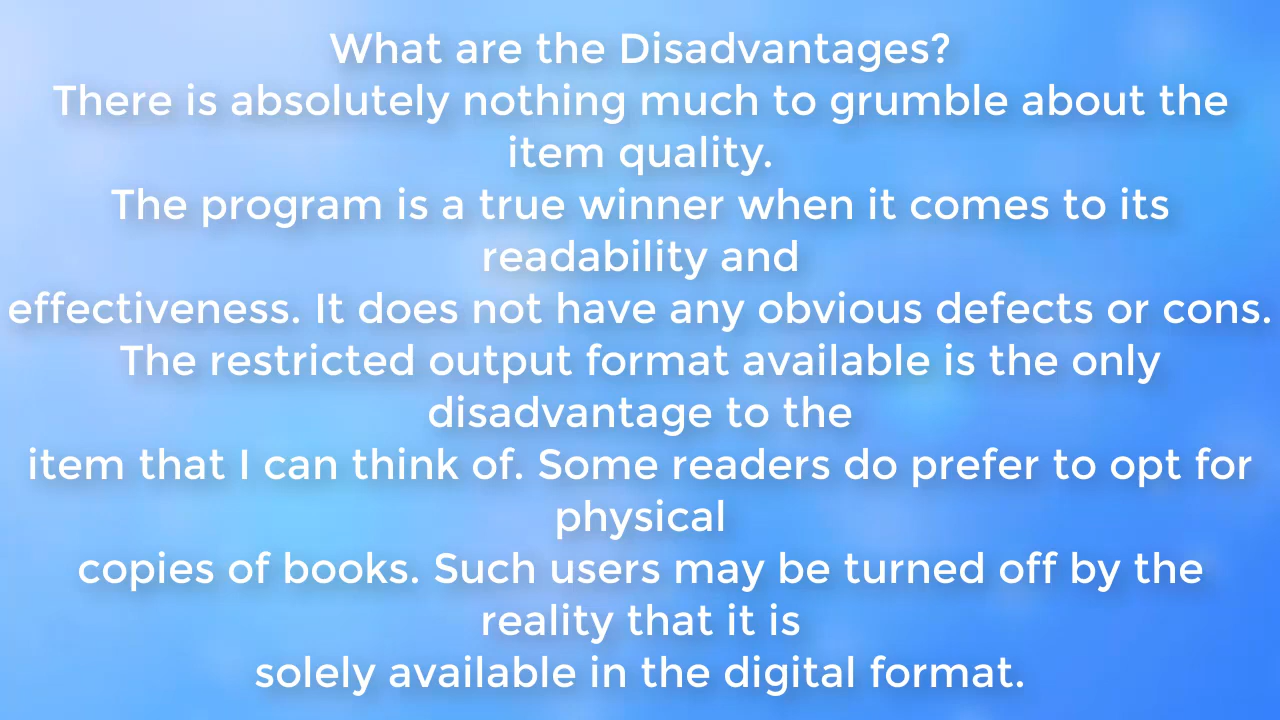 What are the Disadvantages?
There is absolutely nothing much to grumble about the
item quality.
The program is a true winner when it comes to its
readability and
effectiveness. It does not have any obvious defects or cons.
The restricted output format available is the only
disadvantage to the
item that I can think of. Some readers do prefer to opt for
physical
copies of books. Such users may be turned off by the
reality that it is
solely available in the digital format.